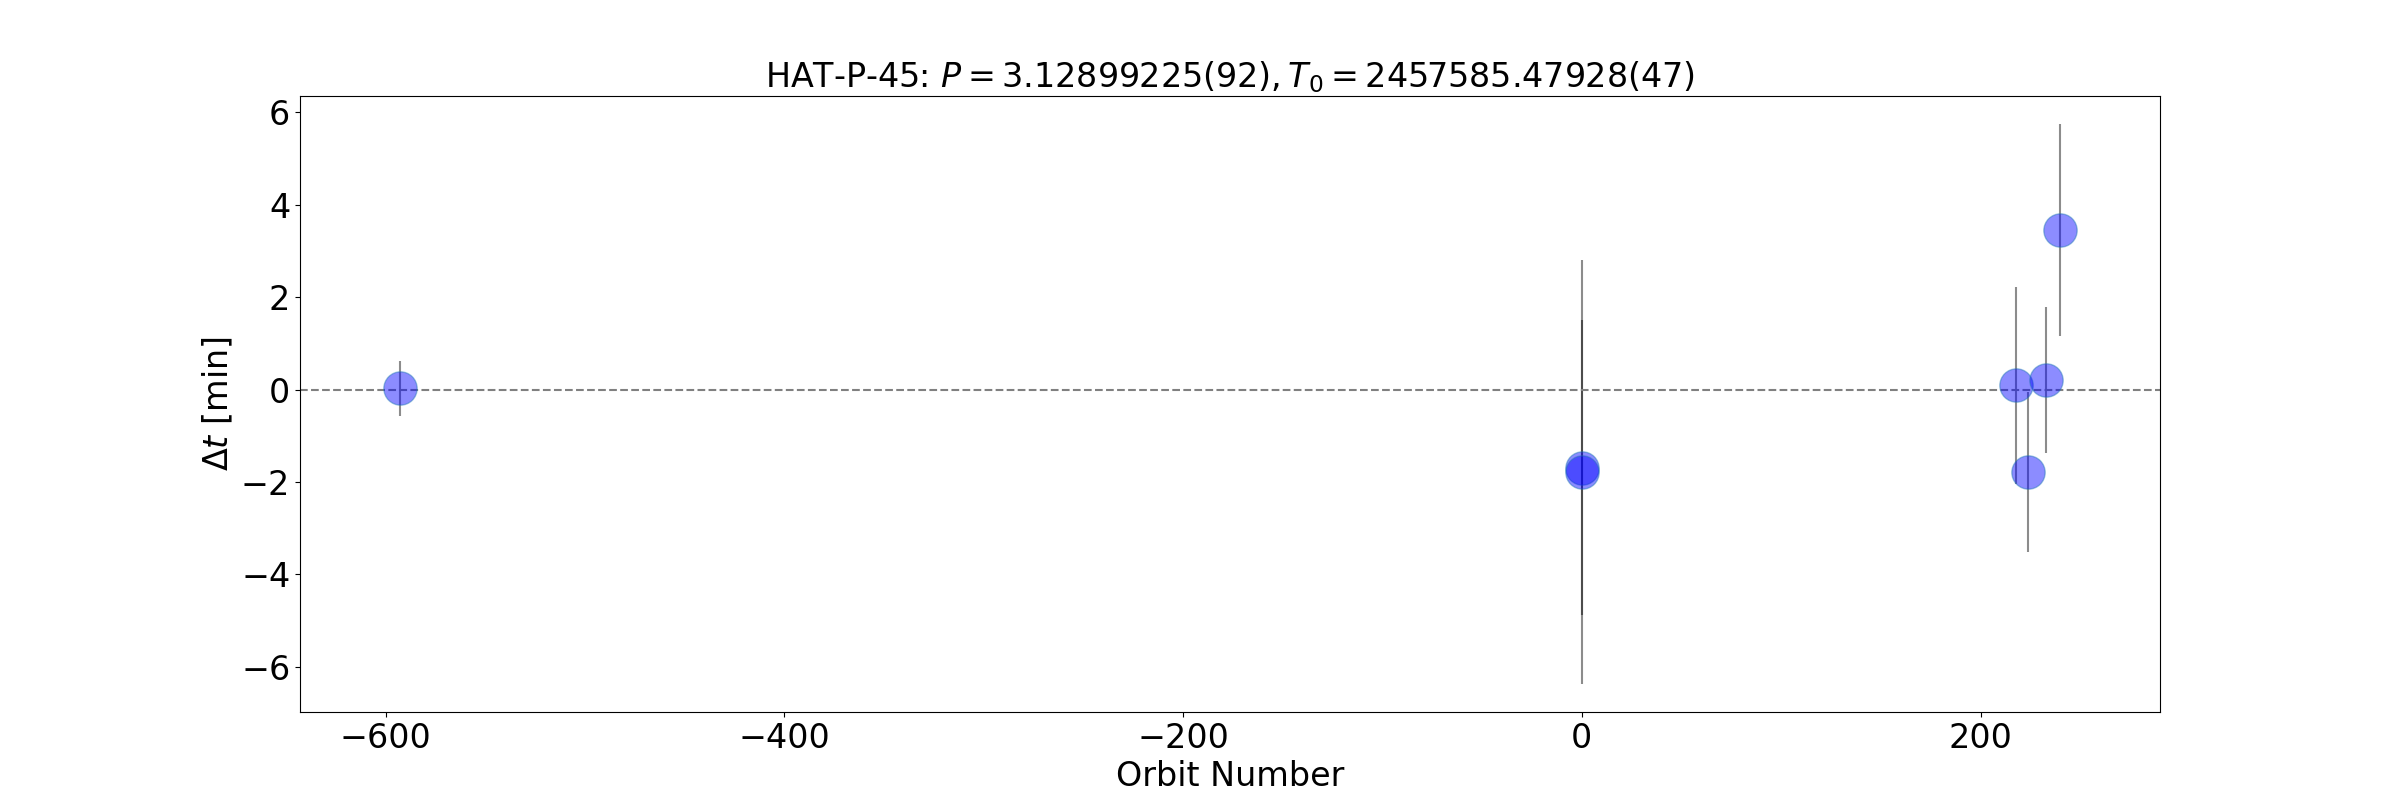 HAT-P-45: P = 3.12899225(92), T₀ = 2457585.47928(47)
6
4
2
0
−2
−4
−6
Δt [min]
−600 −400 −200 0 200
Orbit Number